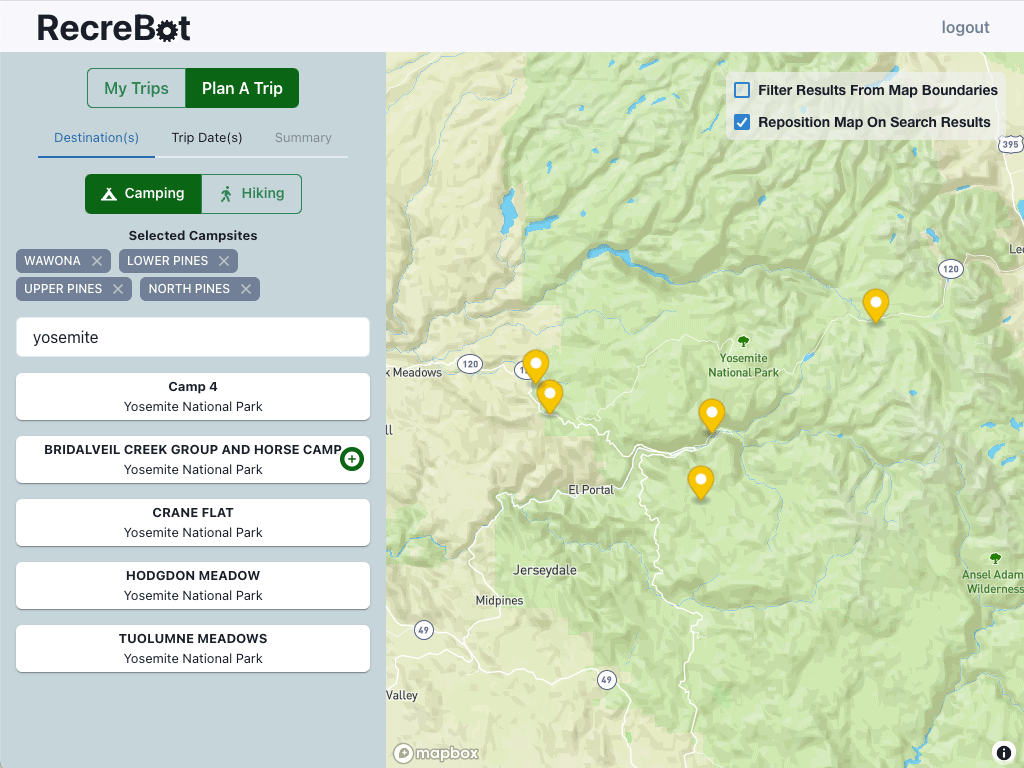 RecreBot
logout
My Trips
Plan A Trip
Destination(s)
Trip Date(s)
Summary
Camping
Hiking
Selected Campsites
WAWONA
LOWER PINES
UPPER PINES
NORTH PINES
yosemite
Camp 4
Yosemite National Park
BRIDALVEIL CREEK GROUP AND HORSE CAMP
Yosemite National Park
CRANE FLAT
Yosemite National Park
HODGDON MEADOW
Yosemite National Park
TUOLUMNE MEADOWS
Yosemite National Park
Filter Results From Map Boundaries
Reposition Map On Search Results
395
120
120
Meadows
Yosemite
National Park
El Portal
Jerseydale
Midpines
Ansel Adam
Wilderness
49
49
Valley
mapbox